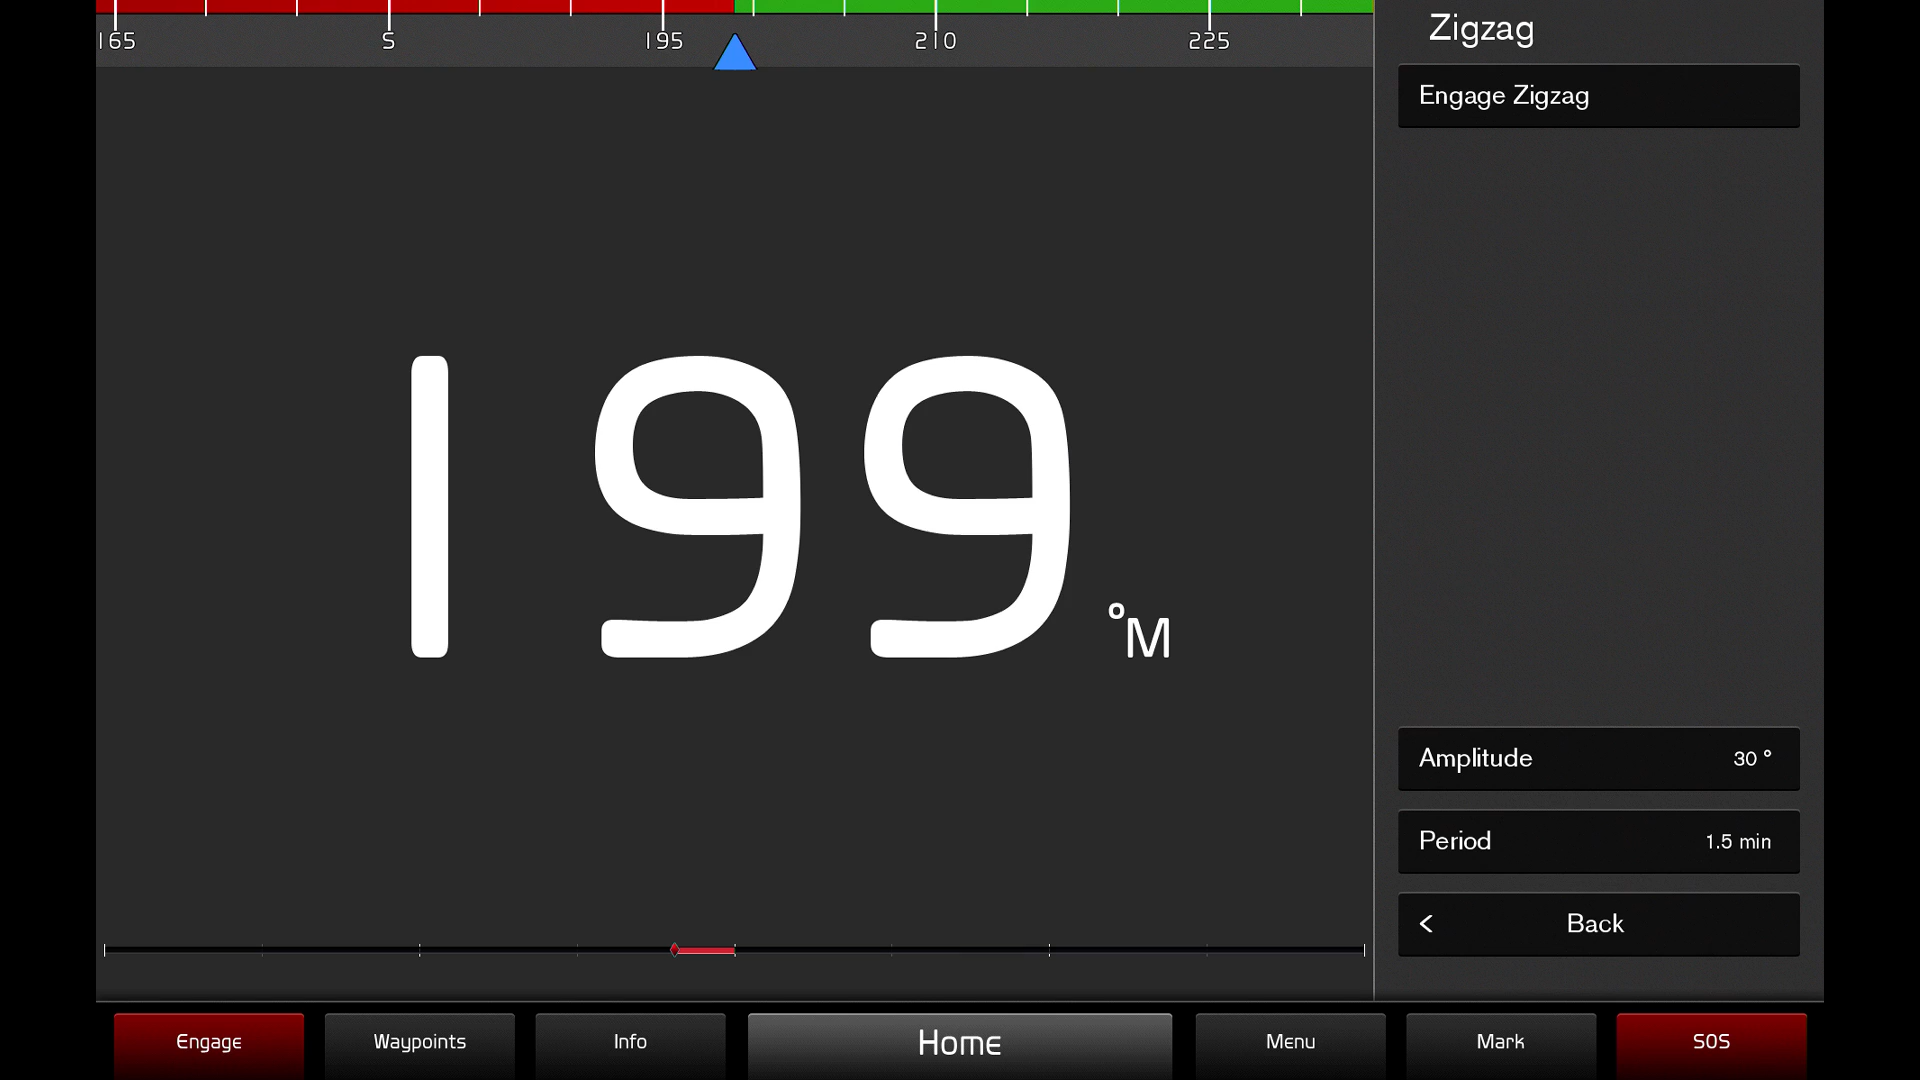 165 S 195 210 225
199 °M
Zigzag
Engage Zigzag
Amplitude 30 °
Period 1.5 min
< Back
Engage Waypoints Info Home Menu Mark SOS